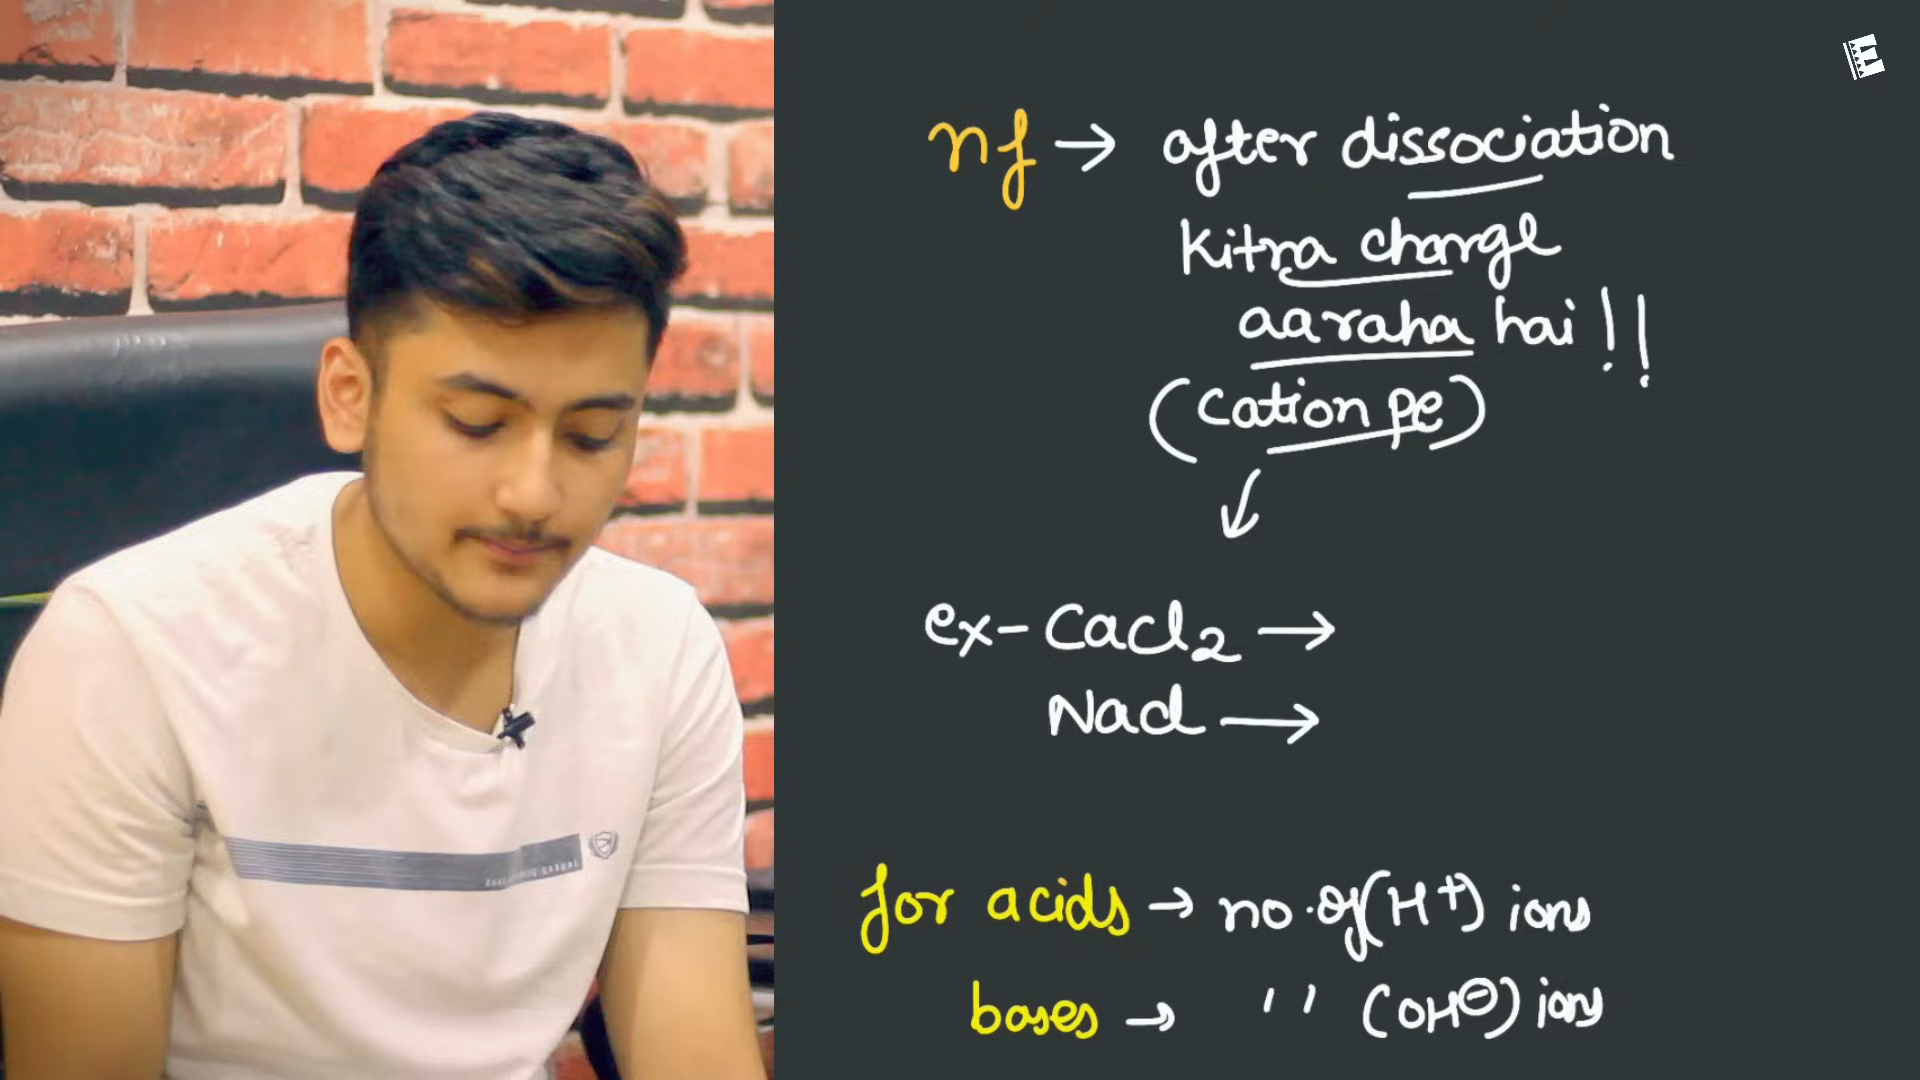 nf → after dissociation
kitna charge
aaraha hai !!
(cation pe)
ex- CaCl2 →
NaCl →
for acids → no. of (H+) ions
bases → '' (OH⊖) ions
E